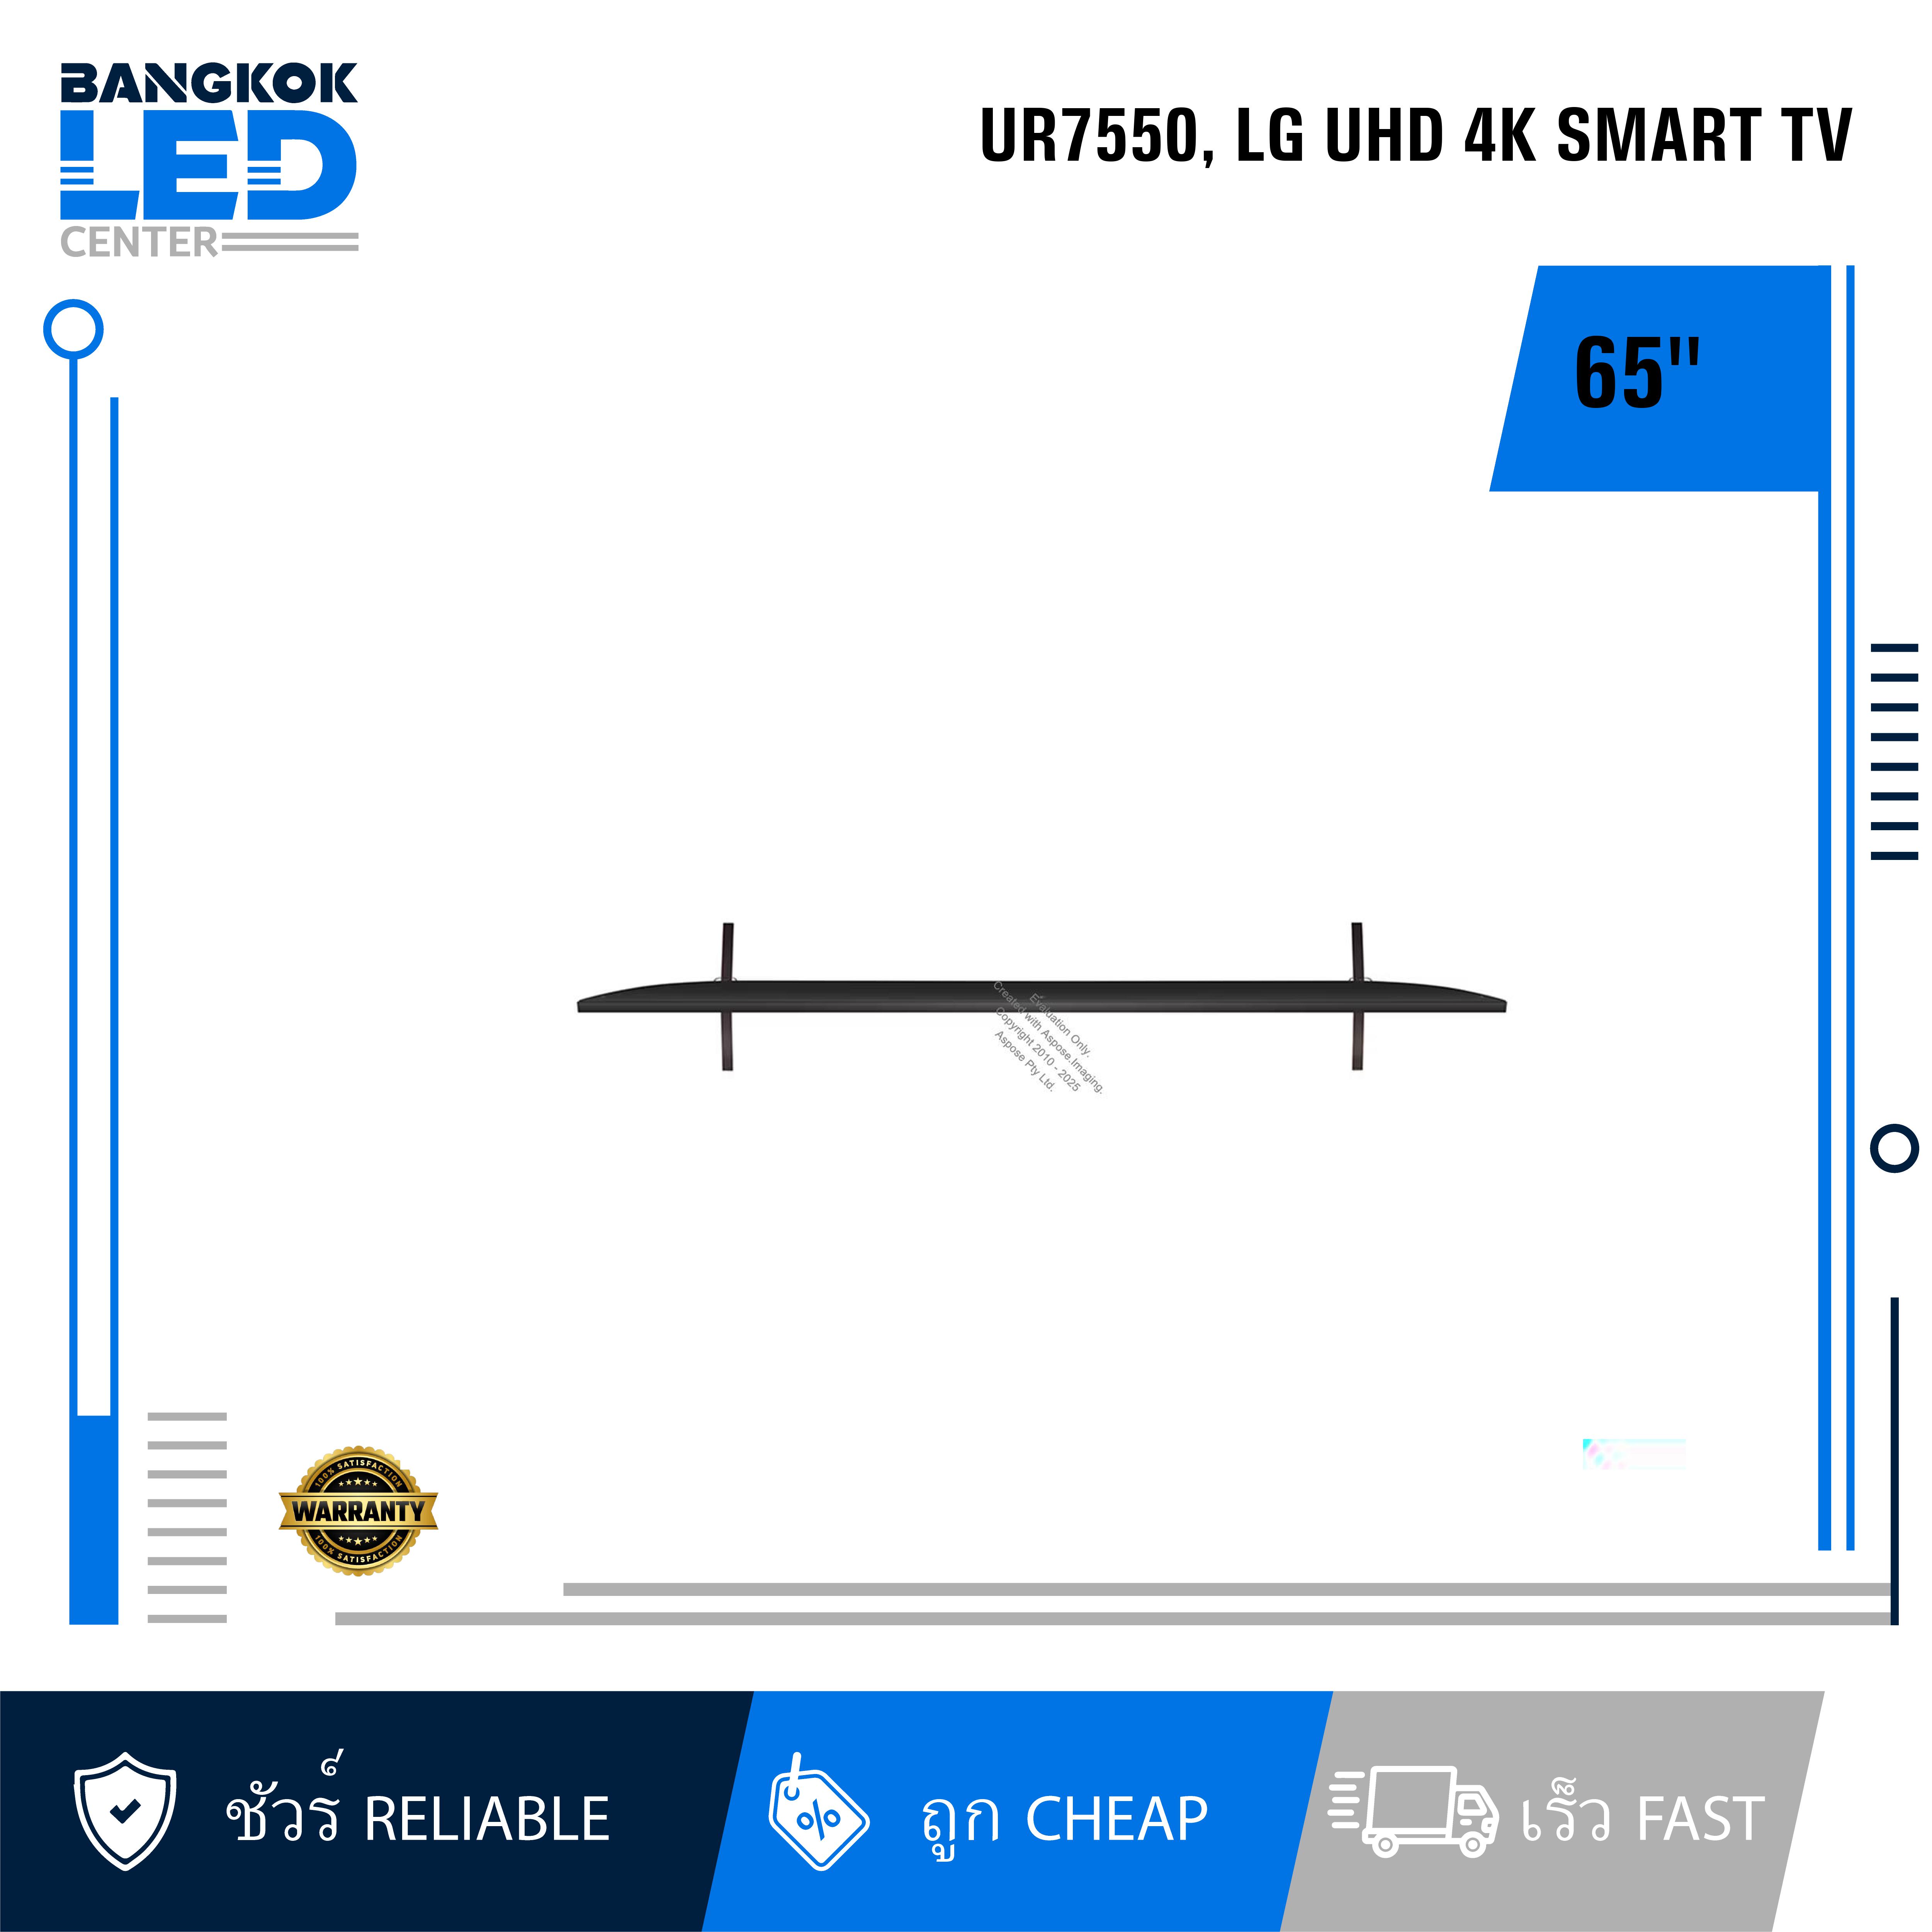 BANGKOK
LED
CENTER
UR7550, LG UHD 4K SMART TV
65"
Evaluation Only.
Created with Aspose.Imaging.
Copyright 2010 - 2025
Aspose Pty Ltd.
100% SATISFACTION
WARRANTY
100% SATISFACTION
ชัวร์ RELIABLE
ถูก CHEAP
เร็ว FAST